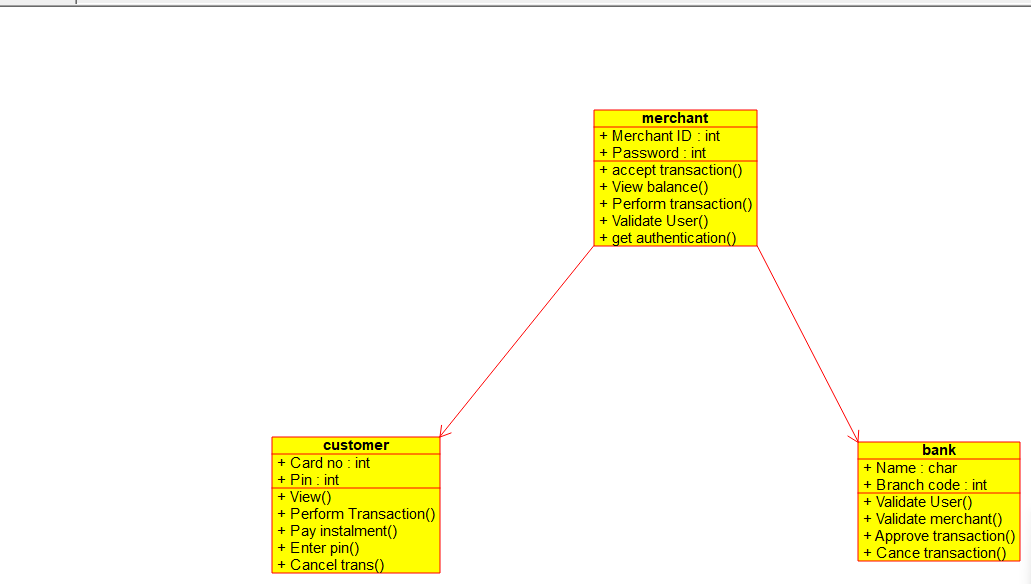 merchant
+ Merchant ID : int
+ Password : int
+ accept transaction()
+ View balance()
+ Perform transaction()
+ Validate User()
+ get authentication()
customer
+ Card no : int
+ Pin : int
+ View()
+ Perform Transaction()
+ Pay instalment()
+ Enter pin()
+ Cancel trans()
bank
+ Name : char
+ Branch code : int
+ Validate User()
+ Validate merchant()
+ Approve transaction()
+ Cance transaction()